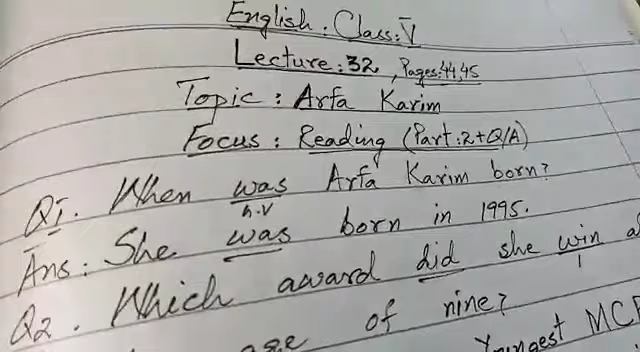 English : Class : V
Lecture : 32 , Pages:44,45
Topic : Arfa Karim
Focus : Reading (Part:2+Q/A)
Q1. When was Arfa Karim born?
h.v
Ans : She was born in 1995.
Q2. Which award did she win
of nine?
Youngest